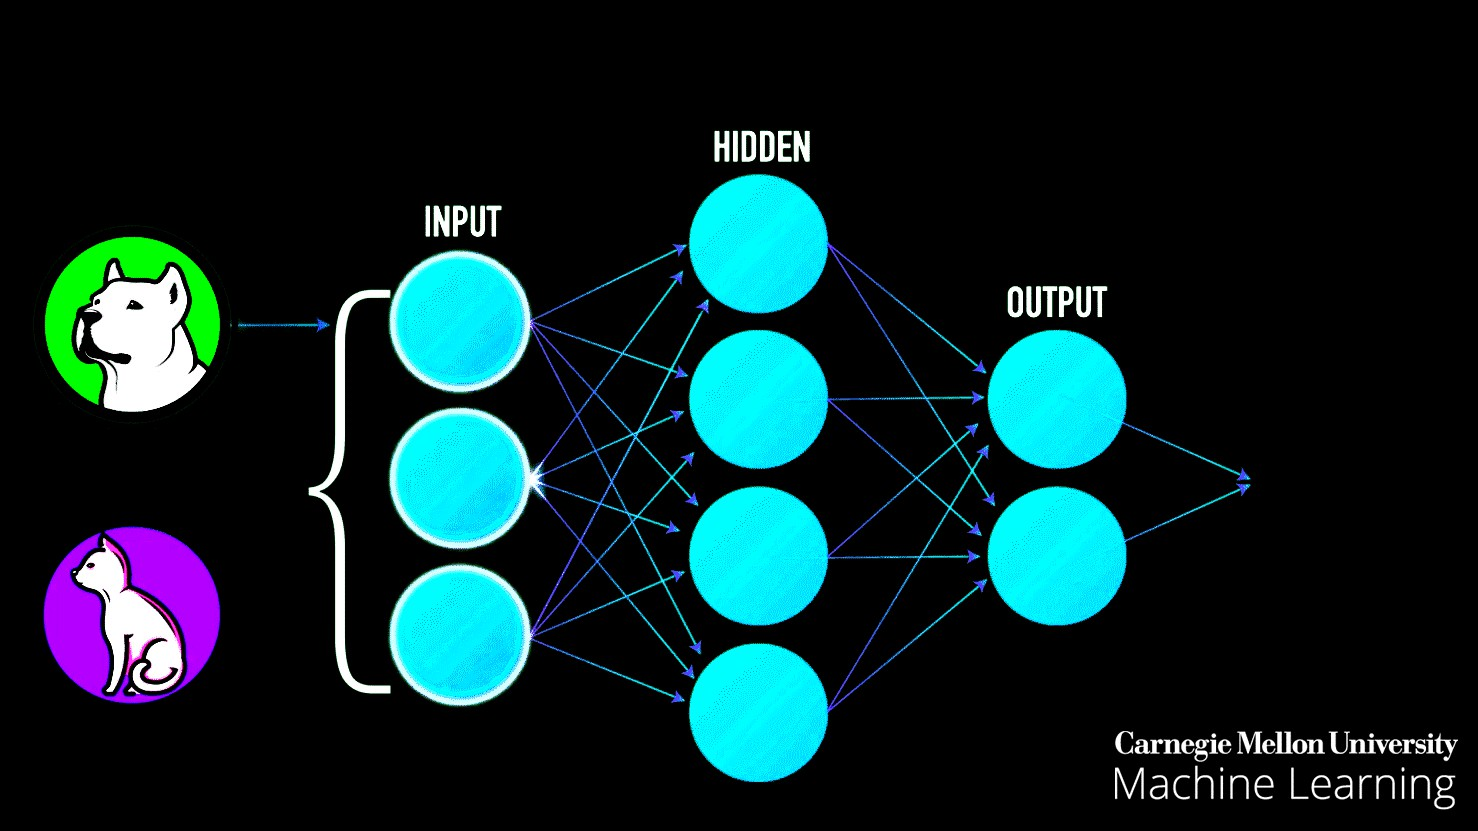 HIDDEN
INPUT
OUTPUT
Carnegie Mellon University
Machine Learning